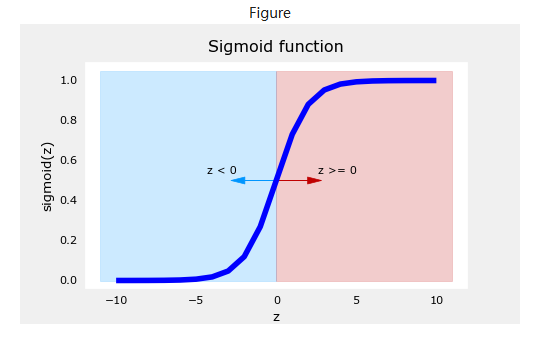 Figure
Sigmoid function
1.0
0.8
0.6
0.4
0.2
0.0
sigmoid(z)
z < 0
z >= 0
−10
−5
0
5
10
z